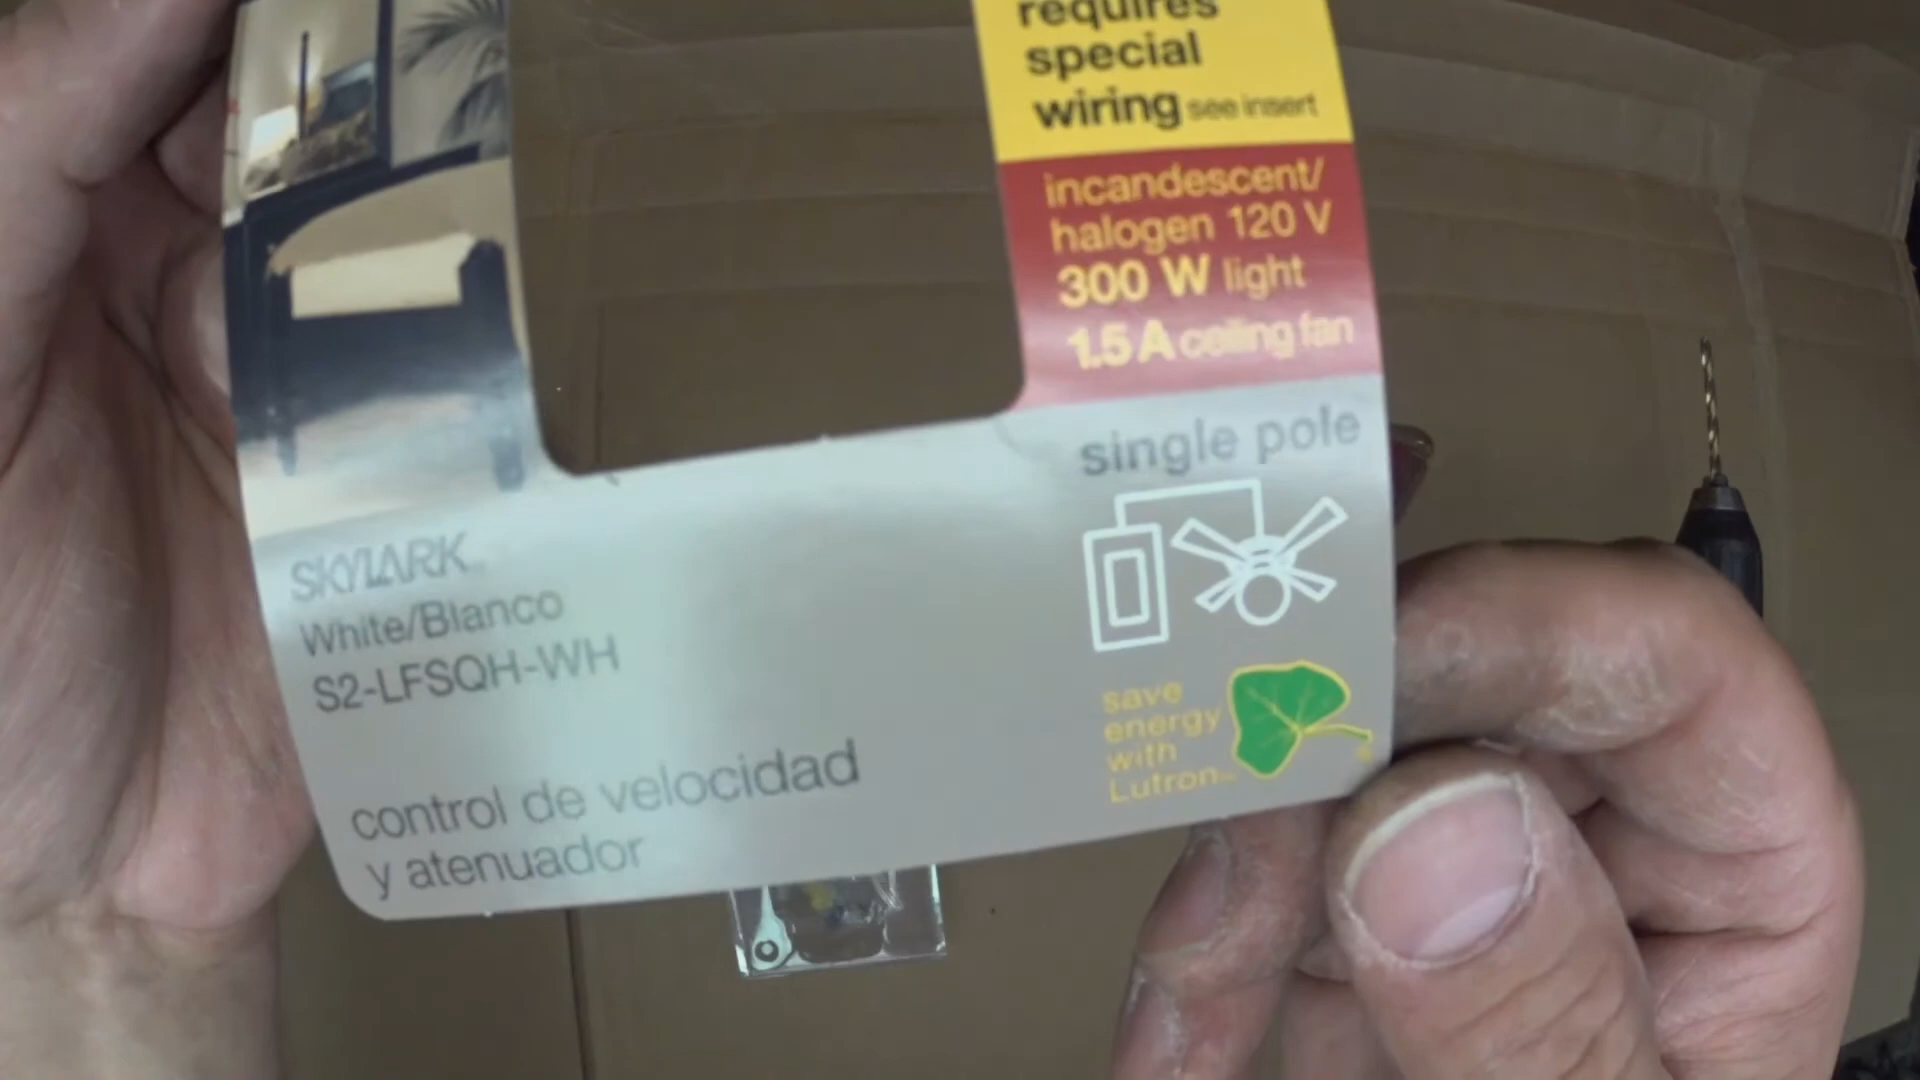 requires
special
wiring see insert
incandescent/
halogen 120 V
300 W light
1.5 A ceiling fan
single pole
SKYLARK
White/Blanco
S2-LFSQH-WH
save
energy
with
Lutron™
control de velocidad
y atenuador